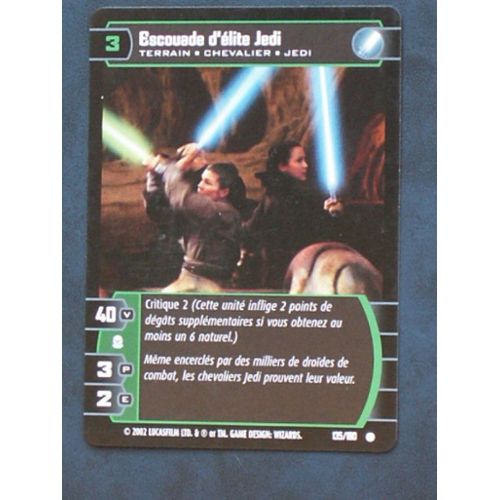 3
Escouade d'élite Jedi
TERRAIN • CHEVALIER • JEDI
40 V
3 P
2 E
Critique 2 (Cette unité inflige 2 points de
dégâts supplémentaires si vous obtenez au
moins un 6 naturel.)
Même encerclés par des milliers de droïdes de
combat, les chevaliers Jedi prouvent leur valeur.
© 2002 LUCASFILM LTD. & ® or TM. GAME DESIGN: WIZARDS.
135/180